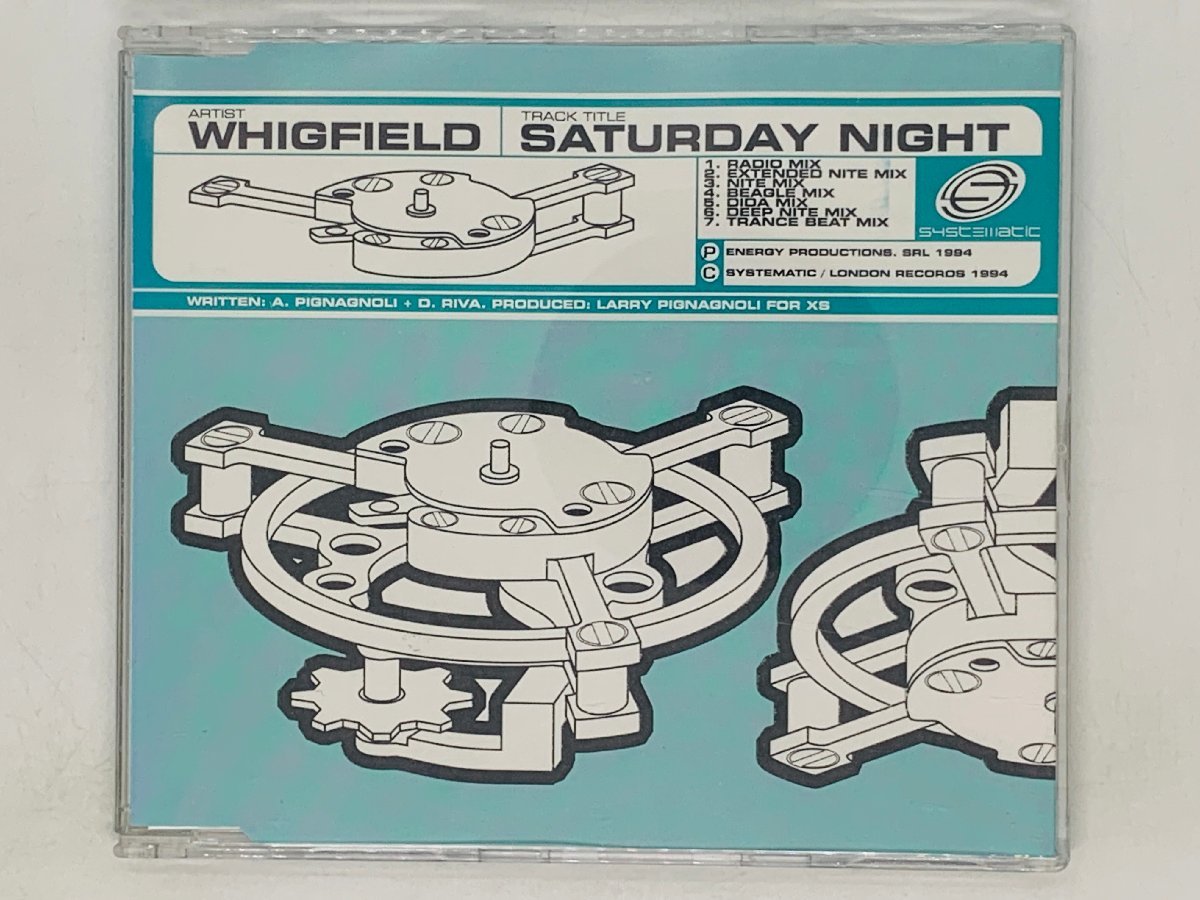 ARTIST
WHIGFIELD
TRACK TITLE
SATURDAY NIGHT
1. RADIO MIX
2. EXTENDED NITE MIX
3. NITE MIX
4. BEAGLE MIX
5. DIDA MIX
6. DEEP NITE MIX
7. TRANCE BEAT MIX
systematic
P ENERGY PRODUCTIONS. SRL 1994
C SYSTEMATIC / LONDON RECORDS 1994
WRITTEN: A. PIGNAGNOLI + D. RIVA. PRODUCED: LARRY PIGNAGNOLI FOR XS